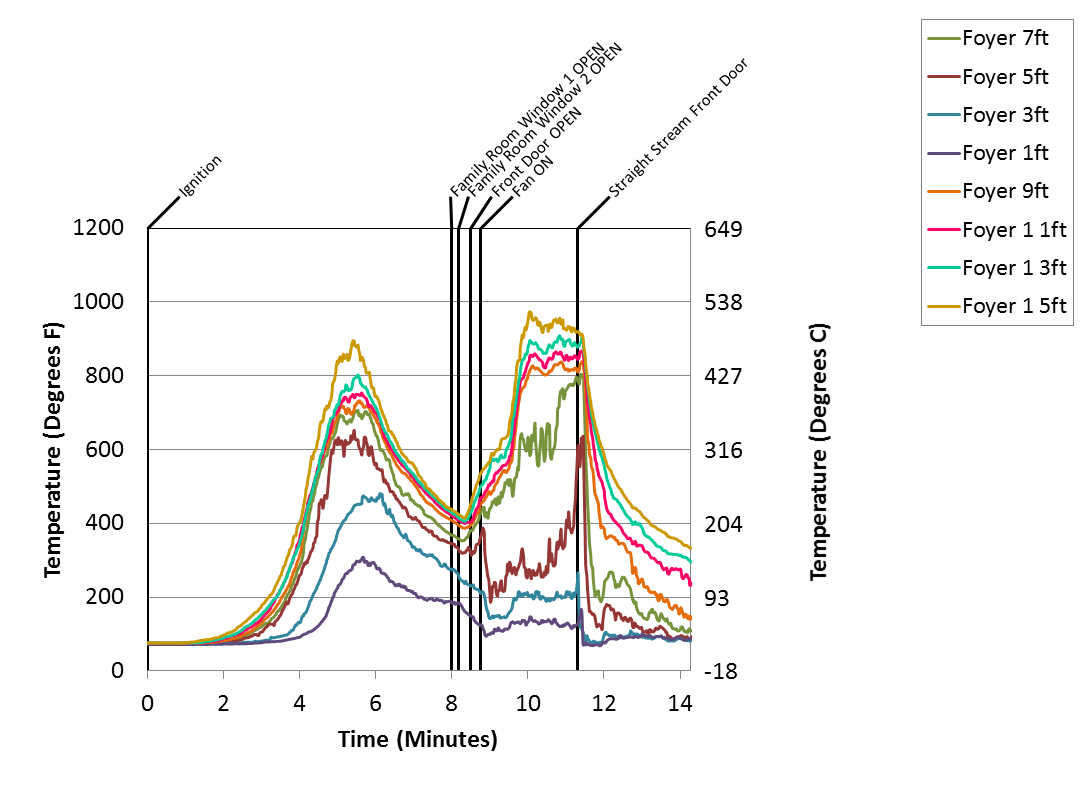 Foyer 7ft
Foyer 5ft
Foyer 3ft
Foyer 1ft
Foyer 9ft
Foyer 1 1ft
Foyer 1 3ft
Foyer 1 5ft
Ignition
Family Room Window 1 OPEN
Family Room Window 2 OPEN
Front Door OPEN
Fan ON
Straight Stream Front Door
1200
1000
800
600
400
200
0
Temperature (Degrees F)
649
538
427
316
204
93
-18
Temperature (Degrees C)
0 2 4 6 8 10 12 14
Time (Minutes)